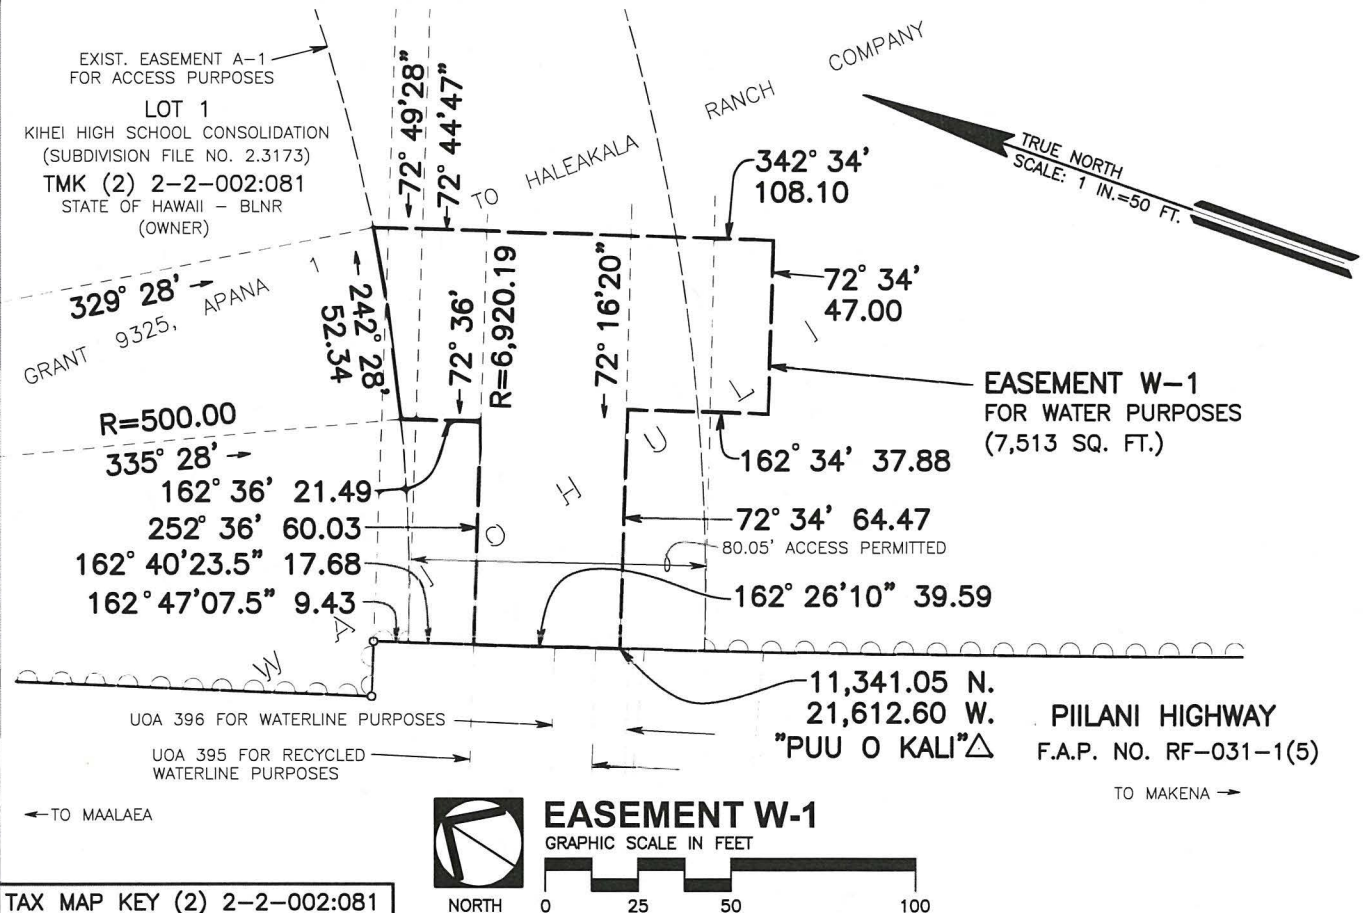 EXIST. EASEMENT A-1
FOR ACCESS PURPOSES
LOT 1
KIHEI HIGH SCHOOL CONSOLIDATION
(SUBDIVISION FILE NO. 2.3173)
TMK (2) 2-2-002:081
STATE OF HAWAII - BLNR
(OWNER)
72° 49'28"
72° 44'47"
TO HALEAKALA RANCH COMPANY
TRUE NORTH
SCALE: 1 IN.=50 FT.
342° 34'
108.10
329° 28'
GRANT 9325, APANA 1
242° 28'
52.34
72° 36'
R=6,920.19
72° 16'20"
72° 34'
47.00
EASEMENT W-1
FOR WATER PURPOSES
(7,513 SQ. FT.)
R=500.00
335° 28'
162° 34' 37.88
162° 36' 21.49
252° 36' 60.03
162° 40'23.5" 17.68
162° 47'07.5" 9.43
WAIOHULI
72° 34' 64.47
80.05' ACCESS PERMITTED
162° 26'10" 39.59
11,341.05 N.
21,612.60 W.
"PUU O KALI"△
PIILANI HIGHWAY
F.A.P. NO. RF-031-1(5)
UOA 396 FOR WATERLINE PURPOSES
UOA 395 FOR RECYCLED
WATERLINE PURPOSES
←TO MAALAEA
TO MAKENA →
EASEMENT W-1
GRAPHIC SCALE IN FEET
NORTH
0 25 50 100
TAX MAP KEY (2) 2-2-002:081